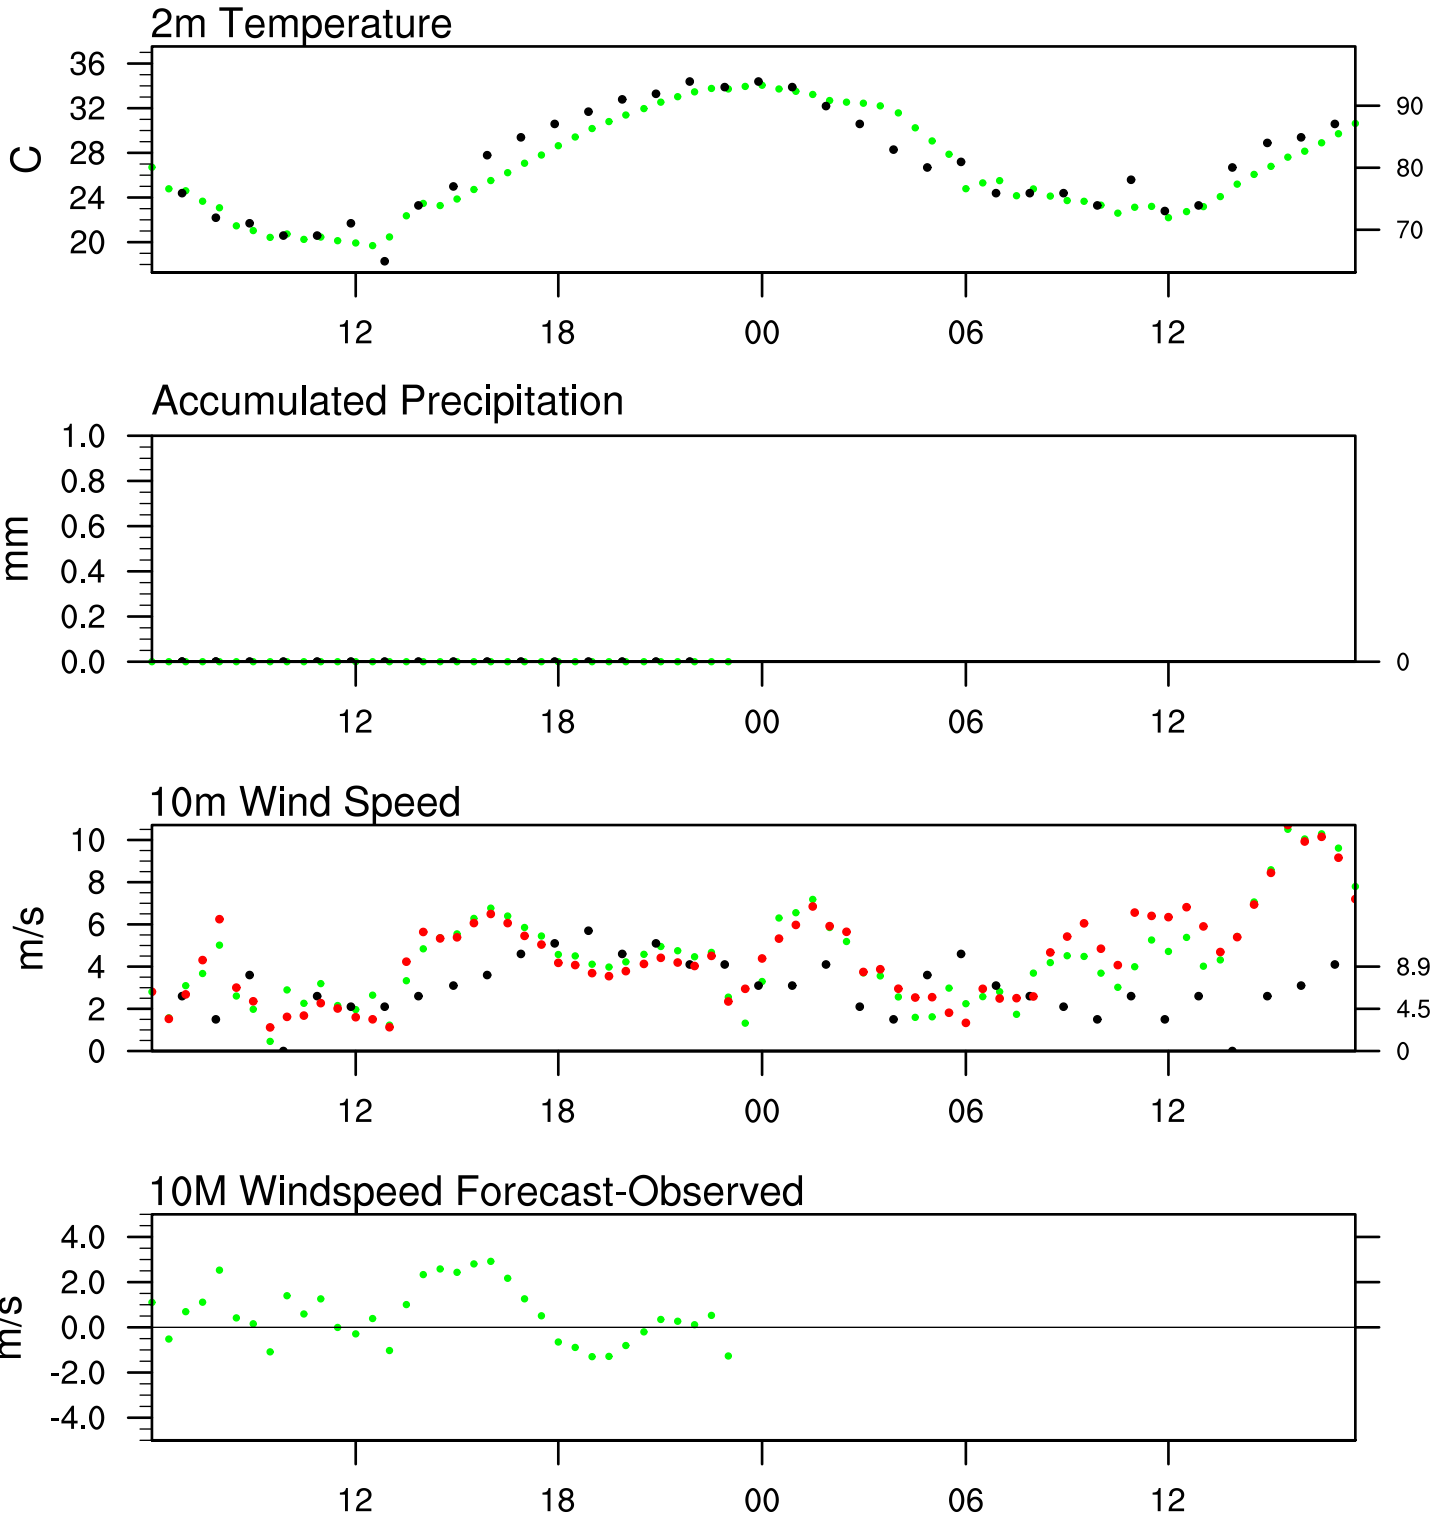 2m Temperature
36
32
28
24
20
C
90
80
70
12 18 00 06 12
Accumulated Precipitation
1.0
0.8
0.6
0.4
0.2
0.0
mm
0
12 18 00 06 12
10m Wind Speed
10
8
6
4
2
0
m/s
8.9
4.5
0
12 18 00 06 12
10M Windspeed Forecast-Observed
4.0
2.0
0.0
-2.0
-4.0
m/s
12 18 00 06 12